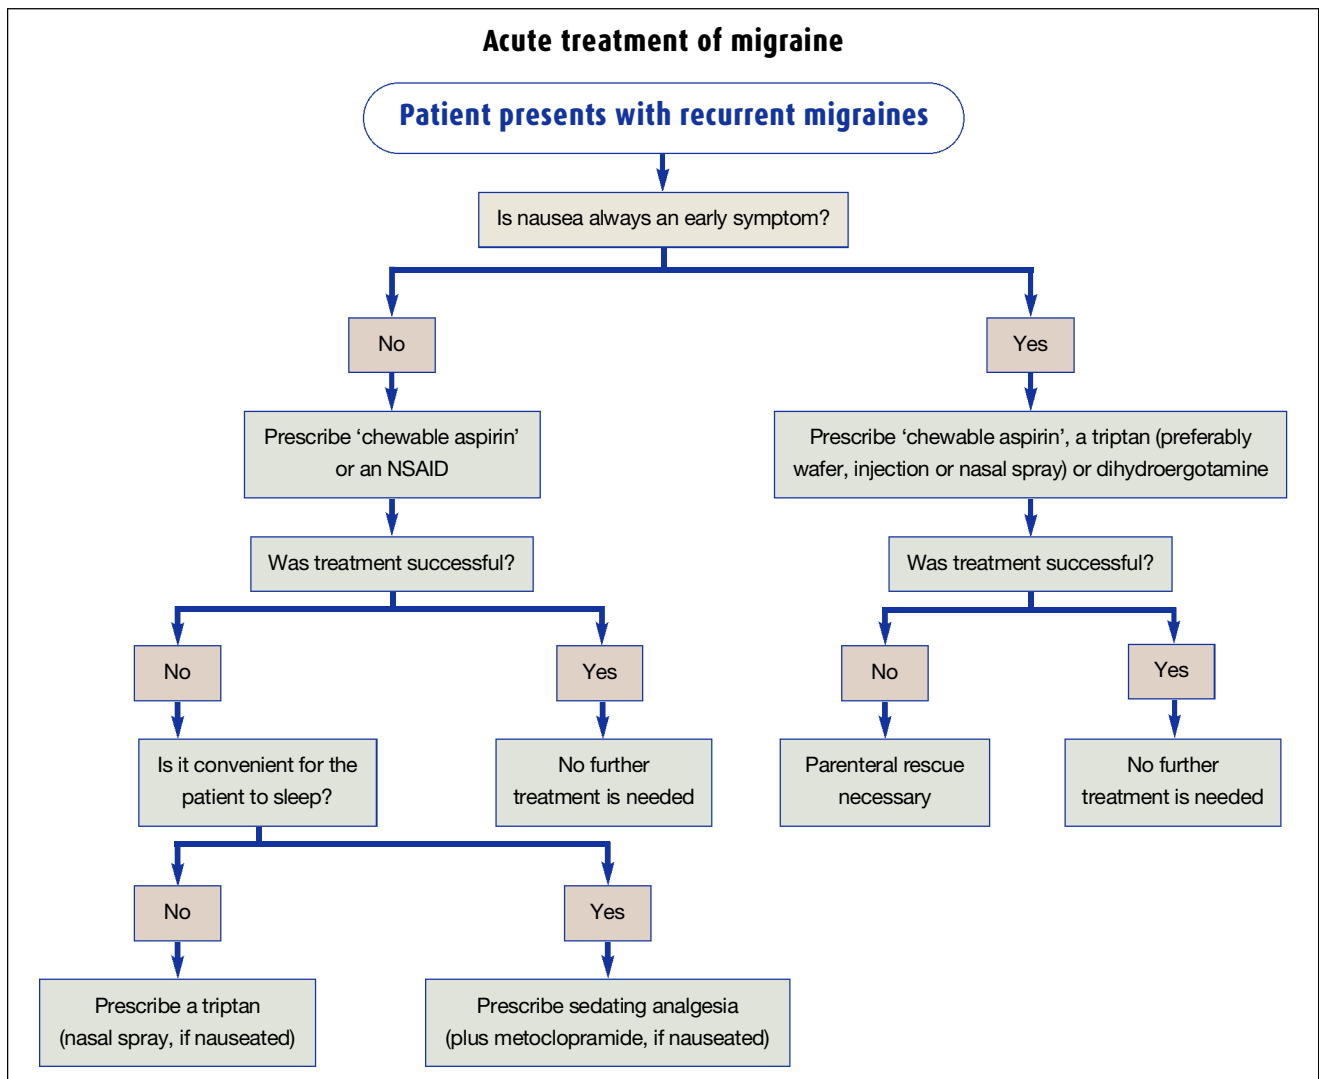 Acute treatment of migraine
Patient presents with recurrent migraines
Is nausea always an early symptom?
No
Yes
Prescribe ‘chewable aspirin’
or an NSAID
Prescribe ‘chewable aspirin’, a triptan (preferably
wafer, injection or nasal spray) or dihydroergotamine
Was treatment successful?
Was treatment successful?
No
Yes
No
Yes
Is it convenient for the
patient to sleep?
No further
treatment is needed
Parenteral rescue
necessary
No further
treatment is needed
No
Yes
Prescribe a triptan
(nasal spray, if nauseated)
Prescribe sedating analgesia
(plus metoclopramide, if nauseated)